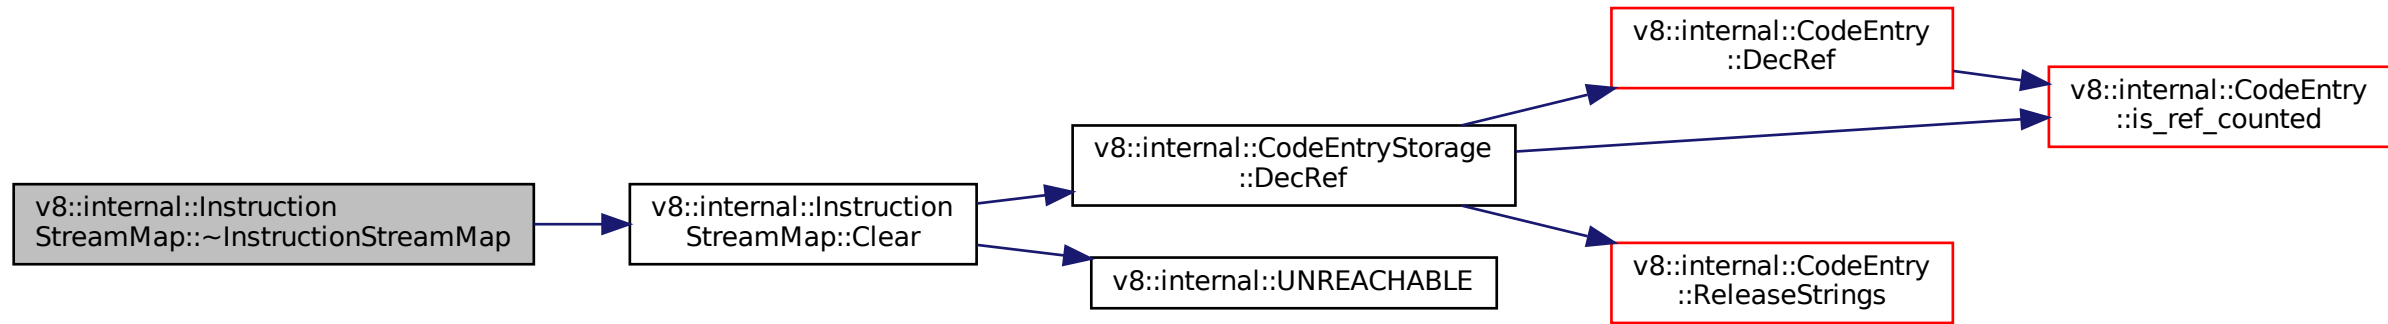 v8::internal::Instruction
StreamMap::~InstructionStreamMap
v8::internal::Instruction
StreamMap::Clear
v8::internal::CodeEntryStorage
::DecRef
v8::internal::UNREACHABLE
v8::internal::CodeEntry
::DecRef
v8::internal::CodeEntry
::is_ref_counted
v8::internal::CodeEntry
::ReleaseStrings